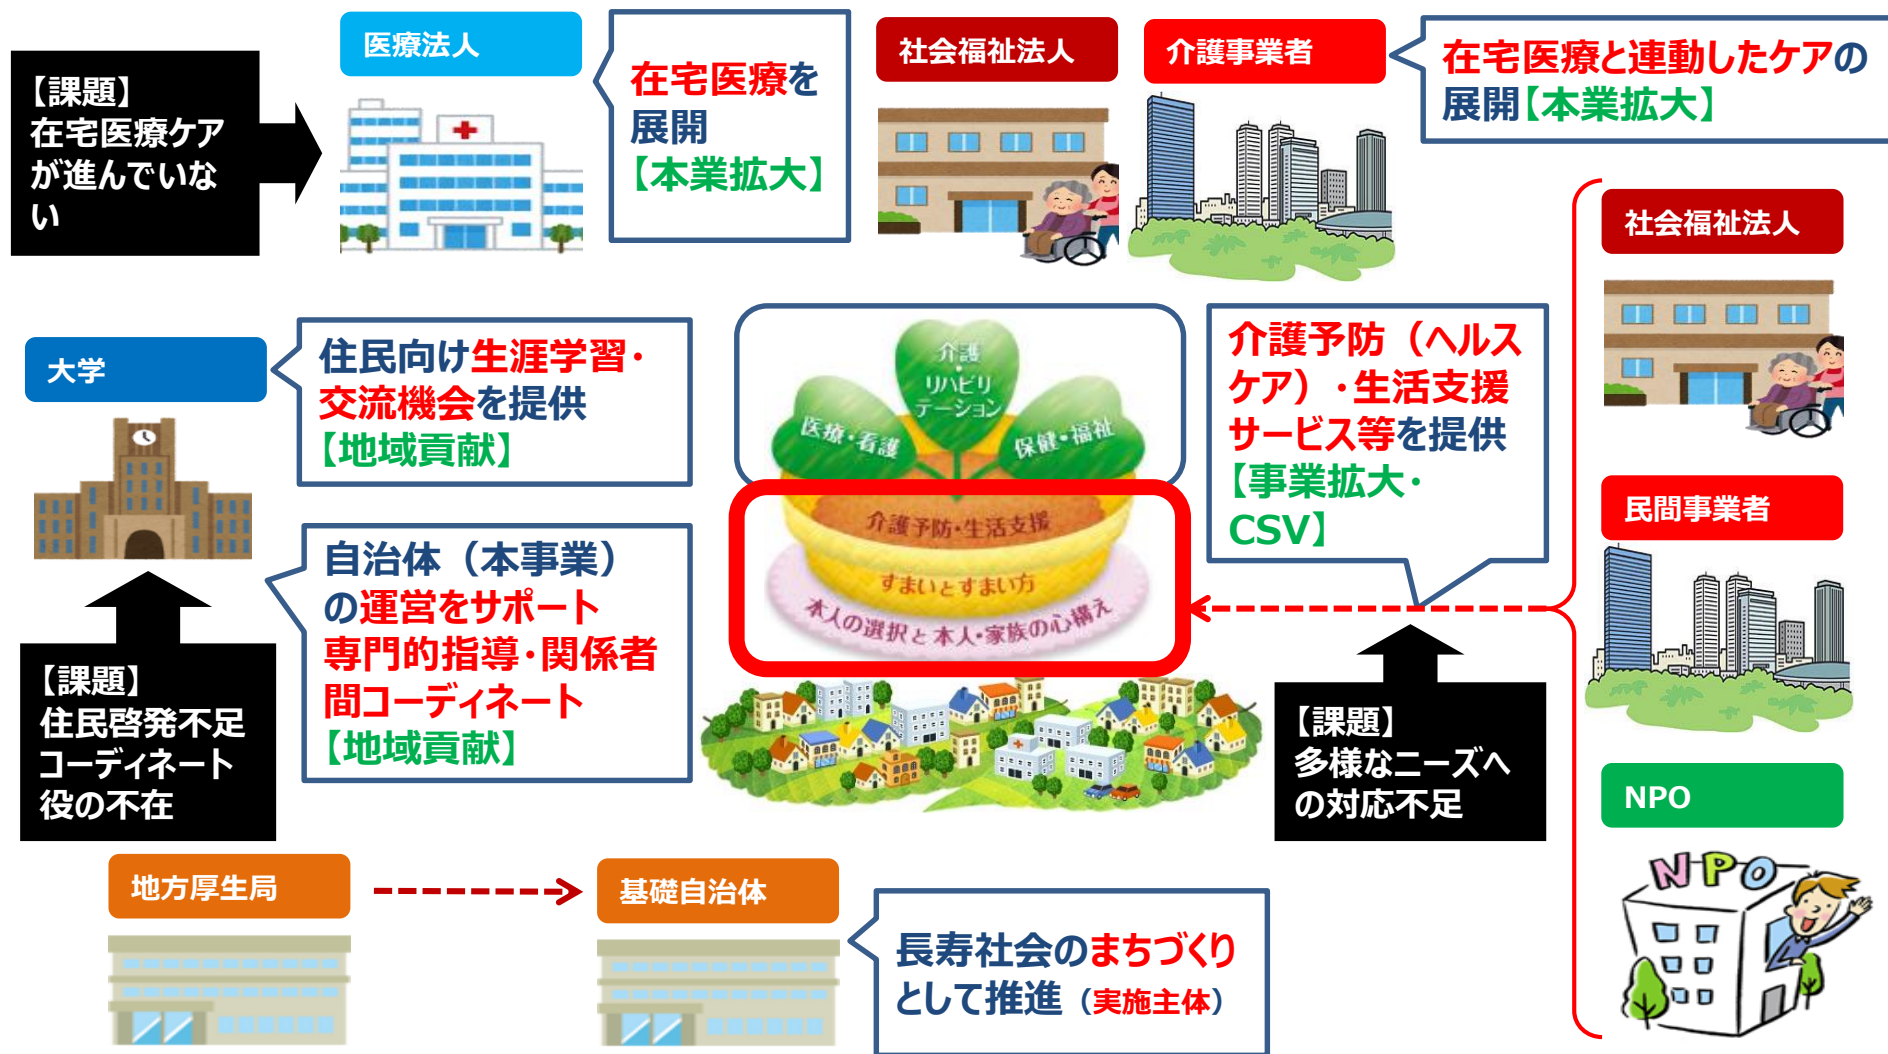 医療法人
【課題】
在宅医療ケア
が進んでいな
い
在宅医療を
展開
【本業拡大】
社会福祉法人
介護事業者
在宅医療と連動したケアの
展開【本業拡大】
大学
住民向け生涯学習・
交流機会を提供
【地域貢献】
自治体（本事業）
の運営をサポート
専門的指導・関係者
間コーディネート
【地域貢献】
【課題】
住民啓発不足
コーディネート
役の不在
介護
・
リハビリ
テーション
医療・看護
保健・福祉
介護予防・生活支援
すまいとすまい方
本人の選択と本人・家族の心構え
介護予防（ヘルス
ケア）・生活支援
サービス等を提供
【事業拡大・
CSV】
【課題】
多様なニーズへ
の対応不足
社会福祉法人
民間事業者
NPO
NPO
地方厚生局
基礎自治体
長寿社会のまちづくり
として推進（実施主体）